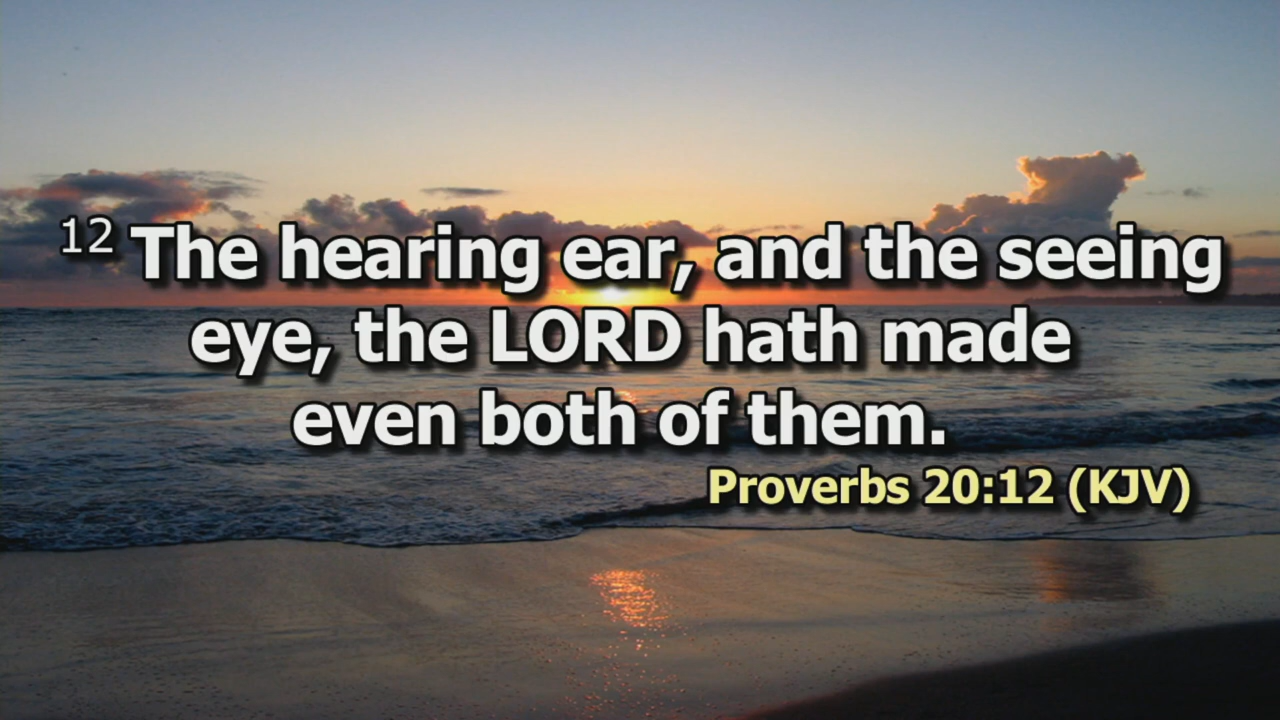 12 The hearing ear, and the seeing
eye, the LORD hath made
even both of them.
Proverbs 20:12 (KJV)